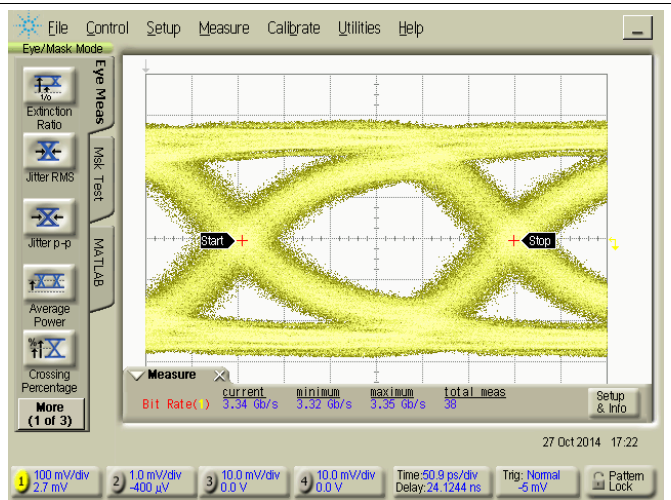 File Control Setup Measure Calibrate Utilities Help
Eye/Mask Mode
Eye Meas
Msk Test
MATLAB
1/0
Extinction
Ratio
Jitter RMS
Jitter p-p
Average
Power
Crossing
Percentage
More
(1 of 3)
Start
Stop
Measure
current minimum maximum total meas
Bit Rate(1) 3.34 Gb/s 3.32 Gb/s 3.35 Gb/s 38
Setup
& Info
27 Oct 2014 17:22
1 100 mV/div
2.7 mV
2 1.0 mV/div
-400 µV
3 10.0 mV/div
0.0 V
4 10.0 mV/div
0.0 V
Time:50.9 ps/div
Delay:24.1244 ns
Trig: Normal
-5 mV
Pattern
Lock